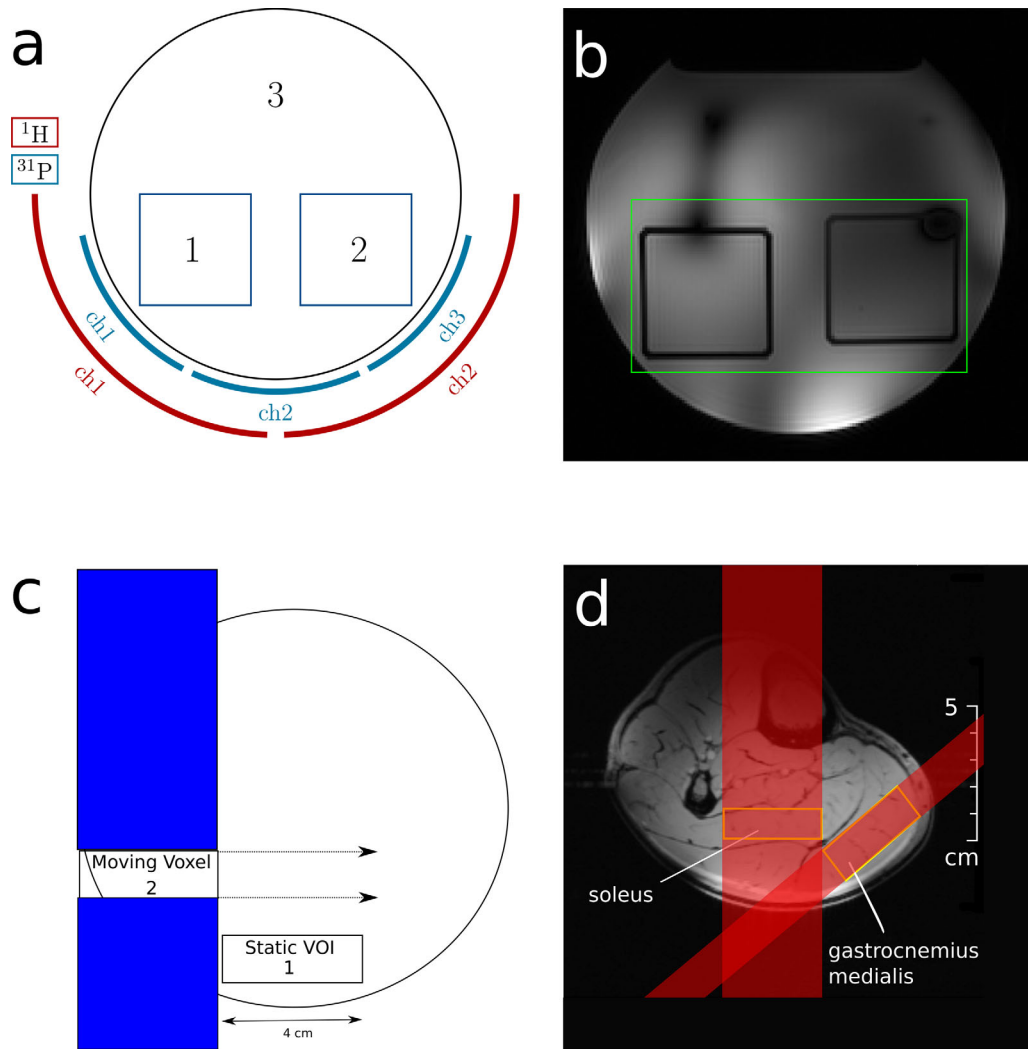 a
3
¹H
³¹P
1
2
ch1
ch3
ch1
ch2
ch2
b
c
Moving Voxel
2
Static VOI
1
4 cm
d
5
cm
soleus
gastrocnemius
medialis